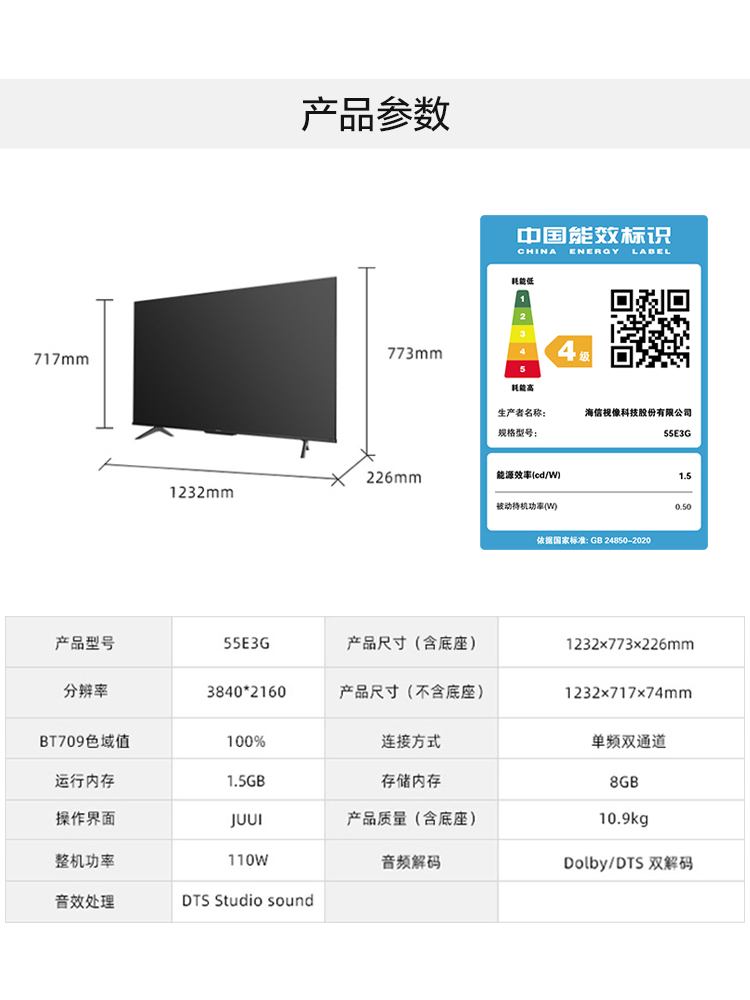 产品参数
717mm
773mm
226mm
1232mm
中国能效标识
CHINA ENERGY LABEL
耗能低
1
2
3
4
5
耗能高
4级
生产者名称： 海信视像科技股份有限公司
规格型号： 55E3G
能源效率(cd/W) 1.5
被动待机功率(W) 0.50
依据国家标准: GB 24850-2020
产品型号 55E3G 产品尺寸（含底座） 1232×773×226mm
分辨率 3840*2160 产品尺寸（不含底座） 1232×717×74mm
BT709色域值 100% 连接方式 单频双通道
运行内存 1.5GB 存储内存 8GB
操作界面 JUUI 产品质量（含底座） 10.9kg
整机功率 110W 音频解码 Dolby/DTS 双解码
音效处理 DTS Studio sound